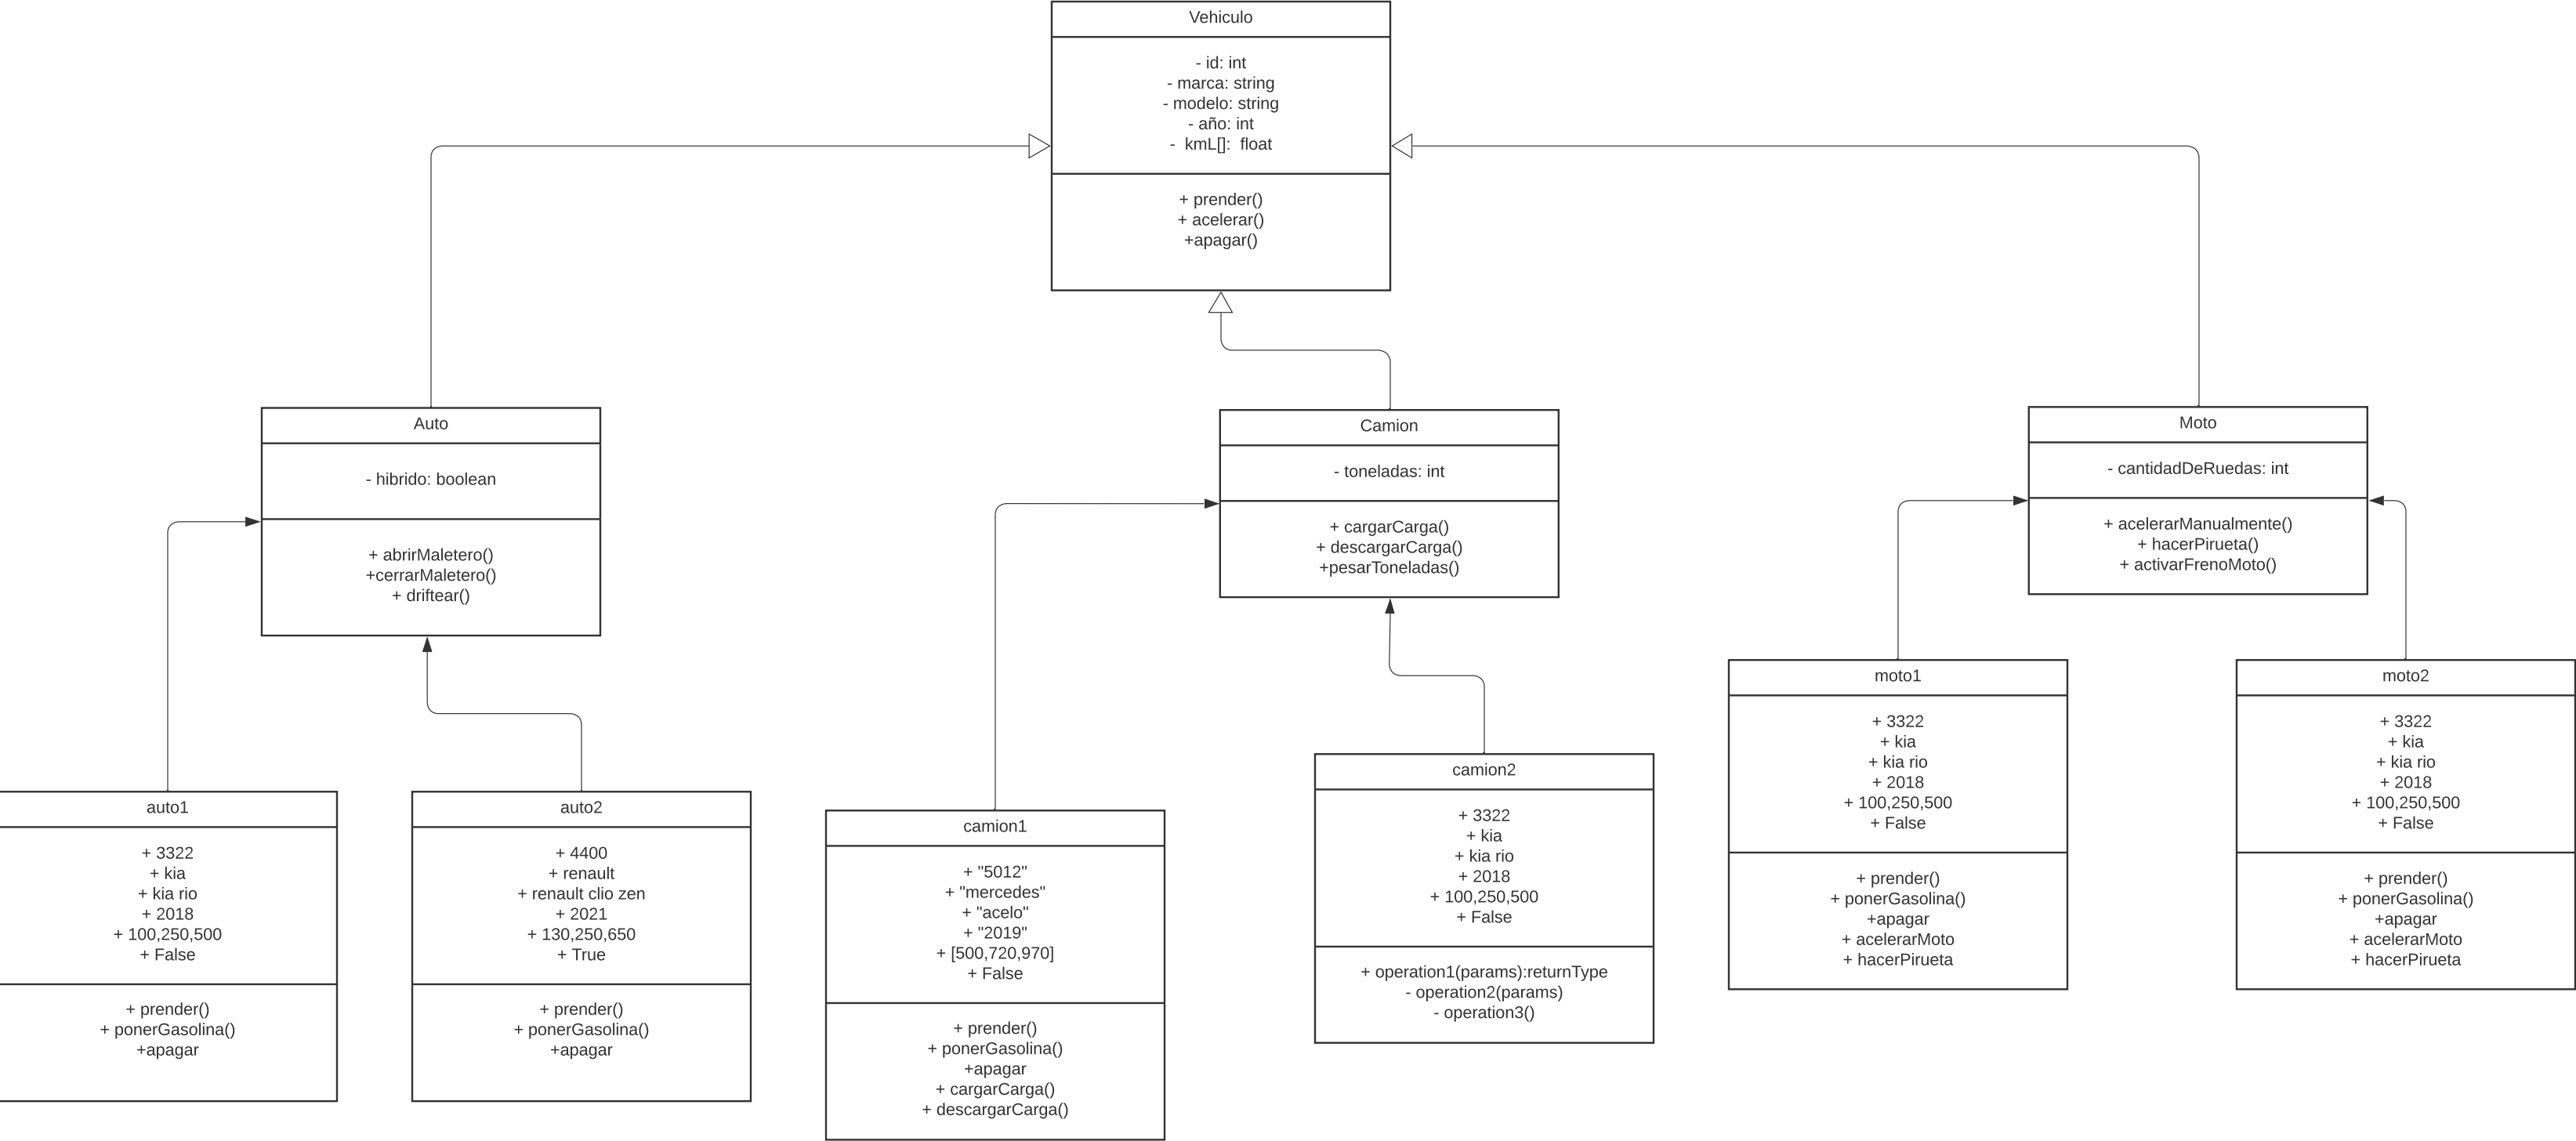 Vehiculo
- id: int
- marca: string
- modelo: string
- año: int
-  kmL[]:  float
+ prender()
+ acelerar()
+apagar()
Auto
- hibrido: boolean
+ abrirMaletero()
+cerrarMaletero()
+ driftear()
Camion
- toneladas: int
+ cargarCarga()
+ descargarCarga()
+pesarToneladas()
Moto
- cantidadDeRuedas: int
+ acelerarManualmente()
+ hacerPirueta()
+ activarFrenoMoto()
auto1
+ 3322
+ kia
+ kia rio
+ 2018
+ 100,250,500
+ False
+ prender()
+ ponerGasolina()
+apagar
auto2
+ 4400
+ renault
+ renault clio zen
+ 2021
+ 130,250,650
+ True
+ prender()
+ ponerGasolina()
+apagar
camion1
+ "5012"
+ "mercedes"
+ "acelo"
+ "2019"
+ [500,720,970]
+ False
+ prender()
+ ponerGasolina()
+apagar
+ cargarCarga()
+ descargarCarga()
camion2
+ 3322
+ kia
+ kia rio
+ 2018
+ 100,250,500
+ False
+ operation1(params):returnType
- operation2(params)
- operation3()
moto1
+ 3322
+ kia
+ kia rio
+ 2018
+ 100,250,500
+ False
+ prender()
+ ponerGasolina()
+apagar
+ acelerarMoto
+ hacerPirueta
moto2
+ 3322
+ kia
+ kia rio
+ 2018
+ 100,250,500
+ False
+ prender()
+ ponerGasolina()
+apagar
+ acelerarMoto
+ hacerPirueta